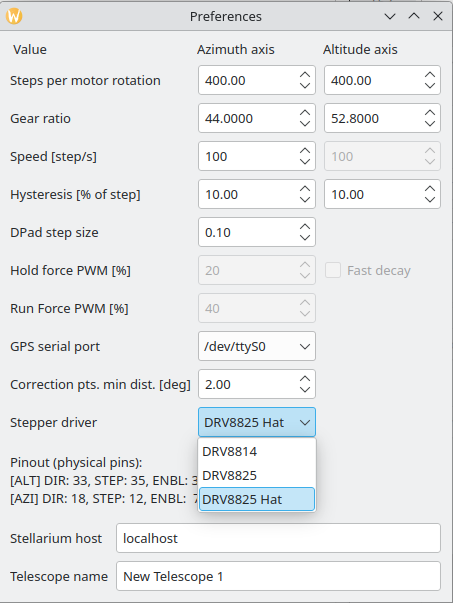 Preferences
Value Azimuth axis Altitude axis
Steps per motor rotation 400.00 400.00
Gear ratio 44.0000 52.8000
Speed [step/s] 100 100
Hysteresis [% of step] 10.00 10.00
DPad step size 0.10
Hold force PWM [%] 20 Fast decay
Run Force PWM [%] 40
GPS serial port /dev/ttyS0
Correction pts. min dist. [deg] 2.00
Stepper driver DRV8825 Hat
DRV8814
DRV8825
DRV8825 Hat
Pinout (physical pins):
[ALT] DIR: 33, STEP: 35, ENBL:
[AZI] DIR: 18, STEP: 12, ENBL:
Stellarium host localhost
Telescope name New Telescope 1